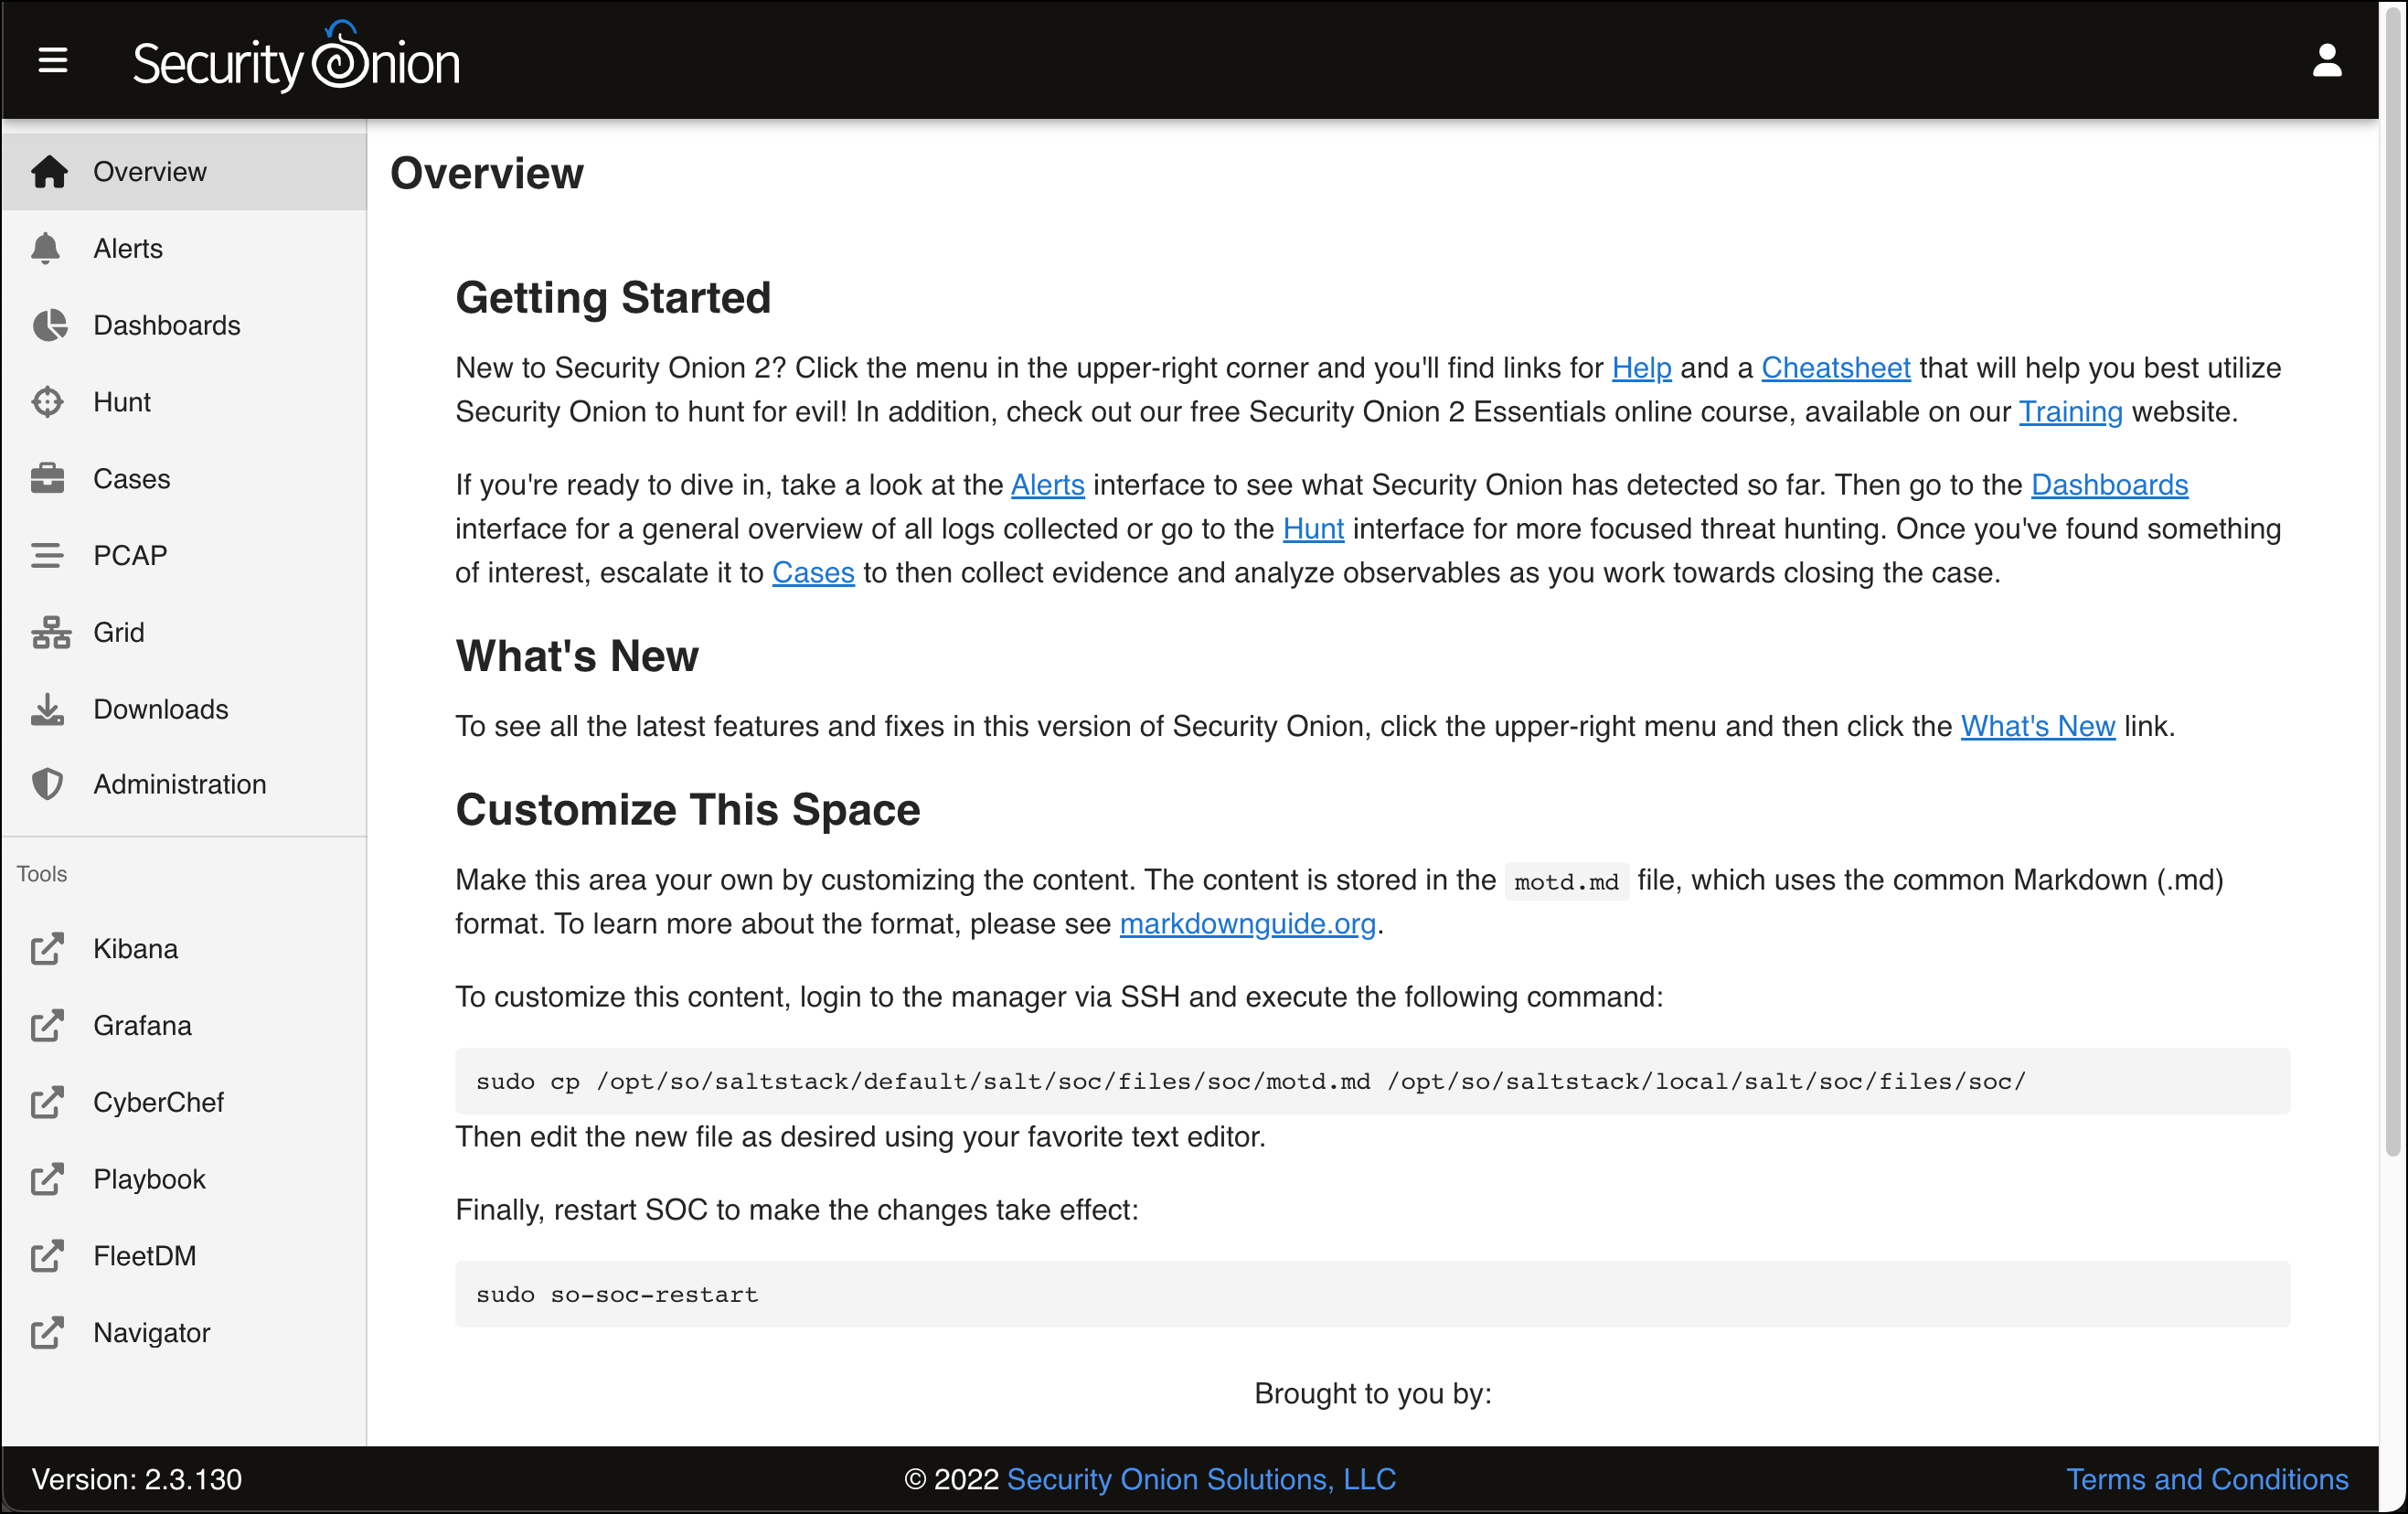 Security Onion
Overview
Alerts
Dashboards
Hunt
Cases
PCAP
Grid
Downloads
Administration
Tools
Kibana
Grafana
CyberChef
Playbook
FleetDM
Navigator
Overview
Getting Started
New to Security Onion 2? Click the menu in the upper-right corner and you'll find links for Help and a Cheatsheet that will help you best utilize
Security Onion to hunt for evil! In addition, check out our free Security Onion 2 Essentials online course, available on our Training website.
If you're ready to dive in, take a look at the Alerts interface to see what Security Onion has detected so far. Then go to the Dashboards
interface for a general overview of all logs collected or go to the Hunt interface for more focused threat hunting. Once you've found something
of interest, escalate it to Cases to then collect evidence and analyze observables as you work towards closing the case.
What's New
To see all the latest features and fixes in this version of Security Onion, click the upper-right menu and then click the What's New link.
Customize This Space
Make this area your own by customizing the content. The content is stored in the motd.md file, which uses the common Markdown (.md)
format. To learn more about the format, please see markdownguide.org.
To customize this content, login to the manager via SSH and execute the following command:
sudo cp /opt/so/saltstack/default/salt/soc/files/soc/motd.md /opt/so/saltstack/local/salt/soc/files/soc/
Then edit the new file as desired using your favorite text editor.
Finally, restart SOC to make the changes take effect:
sudo so-soc-restart
Brought to you by:
Version: 2.3.130
© 2022 Security Onion Solutions, LLC
Terms and Conditions